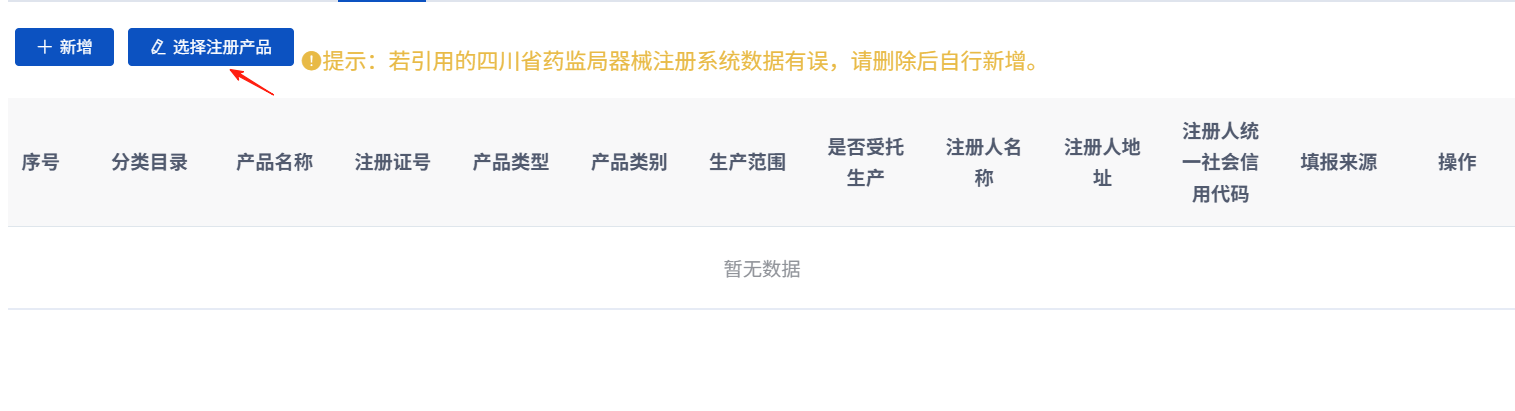 新增
选择注册产品
提示：若引用的四川省药监局器械注册系统数据有误，请删除后自行新增。
序号
分类目录
产品名称
注册证号
产品类型
产品类别
生产范围
是否受托
生产
注册人名
称
注册人地
址
注册人统
一社会信
用代码
填报来源
操作
暂无数据